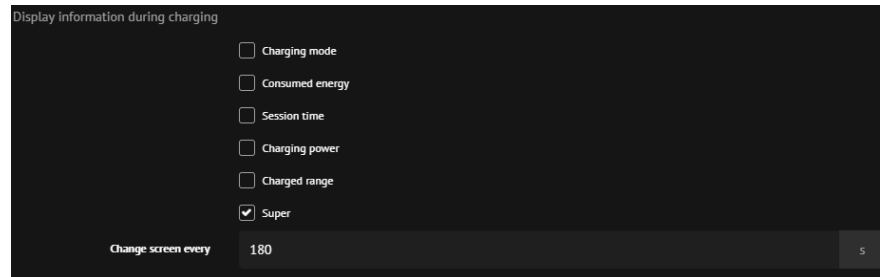 Display information during charging
Charging mode
Consumed energy
Session time
Charging power
Charged range
Super
Change screen every 180 s